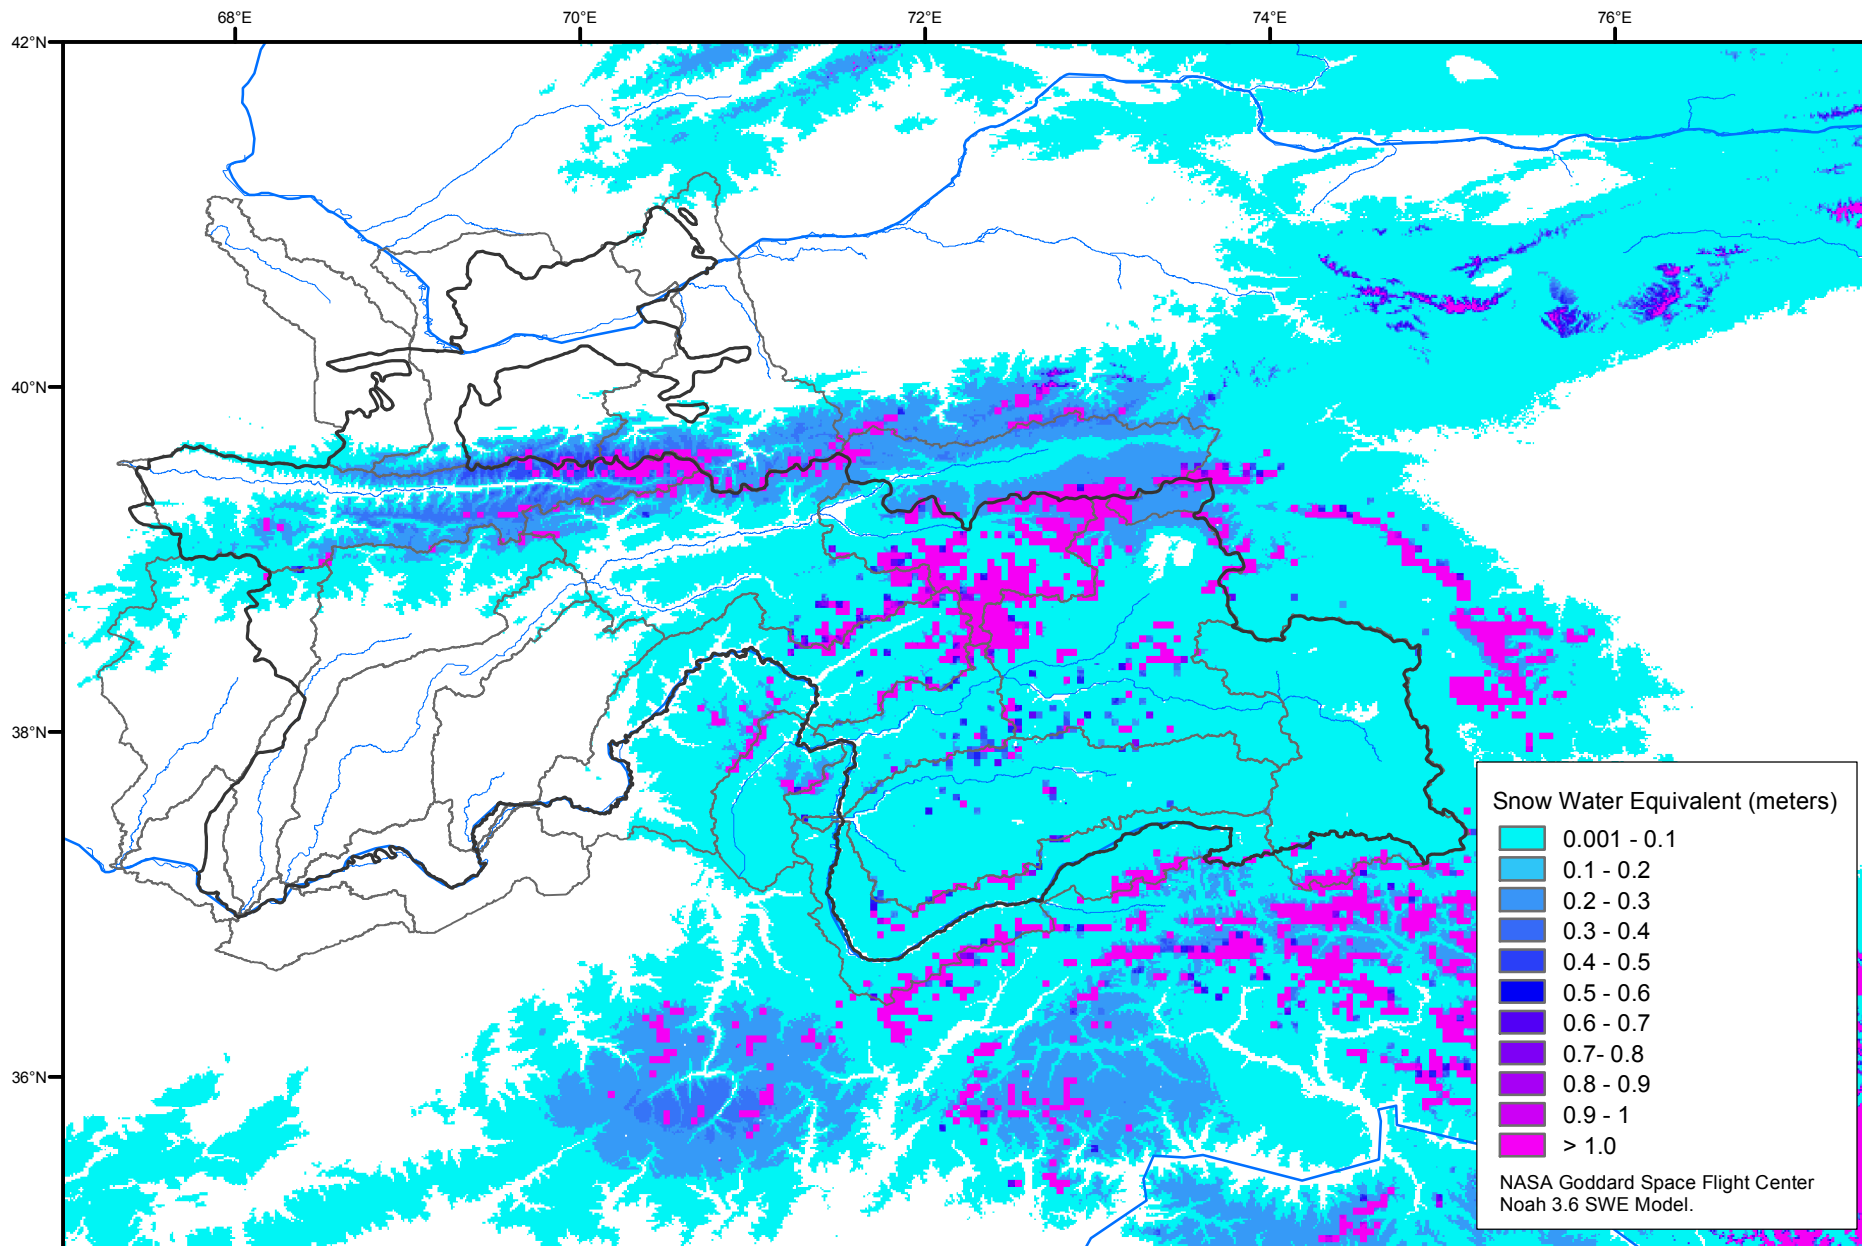 68°E
70°E
72°E
74°E
76°E
42°N
40°N
38°N
36°N
Snow Water Equivalent (meters)
0.001 - 0.1
0.1 - 0.2
0.2 - 0.3
0.3 - 0.4
0.4 - 0.5
0.5 - 0.6
0.6 - 0.7
0.7- 0.8
0.8 - 0.9
0.9 - 1
> 1.0
NASA Goddard Space Flight Center
Noah 3.6 SWE Model.